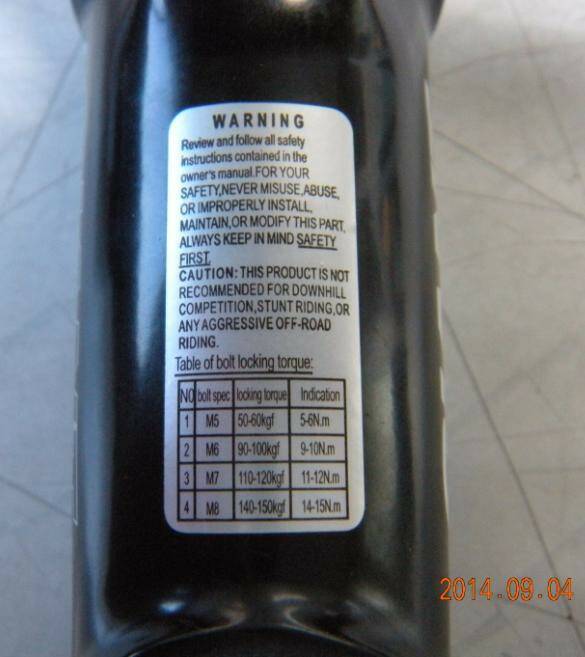 WARNING
Review and follow all safety
instructions contained in the
owner's manual.FOR YOUR
SAFETY,NEVER MISUSE,ABUSE,
OR IMPROPERLY INSTALL,
MAINTAIN,OR MODIFY THIS PART,
ALWAYS KEEP IN MIND SAFETY
FIRST.
CAUTION: THIS PRODUCT IS NOT
RECOMMENDED FOR DOWNHILL
COMPETITION,STUNT RIDING,OR
ANY AGGRESSIVE OFF-ROAD
RIDING.
Table of bolt locking torque:
NO bolt spec locking torque Indication
1 M5 50-60kgf 5-6N.m
2 M6 90-100kgf 9-10N.m
3 M7 110-120kgf 11-12N.m
4 M8 140-150kgf 14-15N.m
2014.09.04